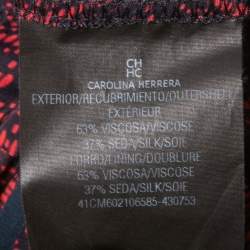 CH
HC
CAROLINA HERRERA
EXTERIOR/RECUBRIMIENTO/OUTERSHELL
EXTÉRIEUR
63% VISCOSA/VISCOSE
37% SEDA/SILK/SOIE
FORRO/LINING/DOUBLURE
63% VISCOSA/VISCOSE
37% SEDA/SILK/SOIE
41CM602106585-430753